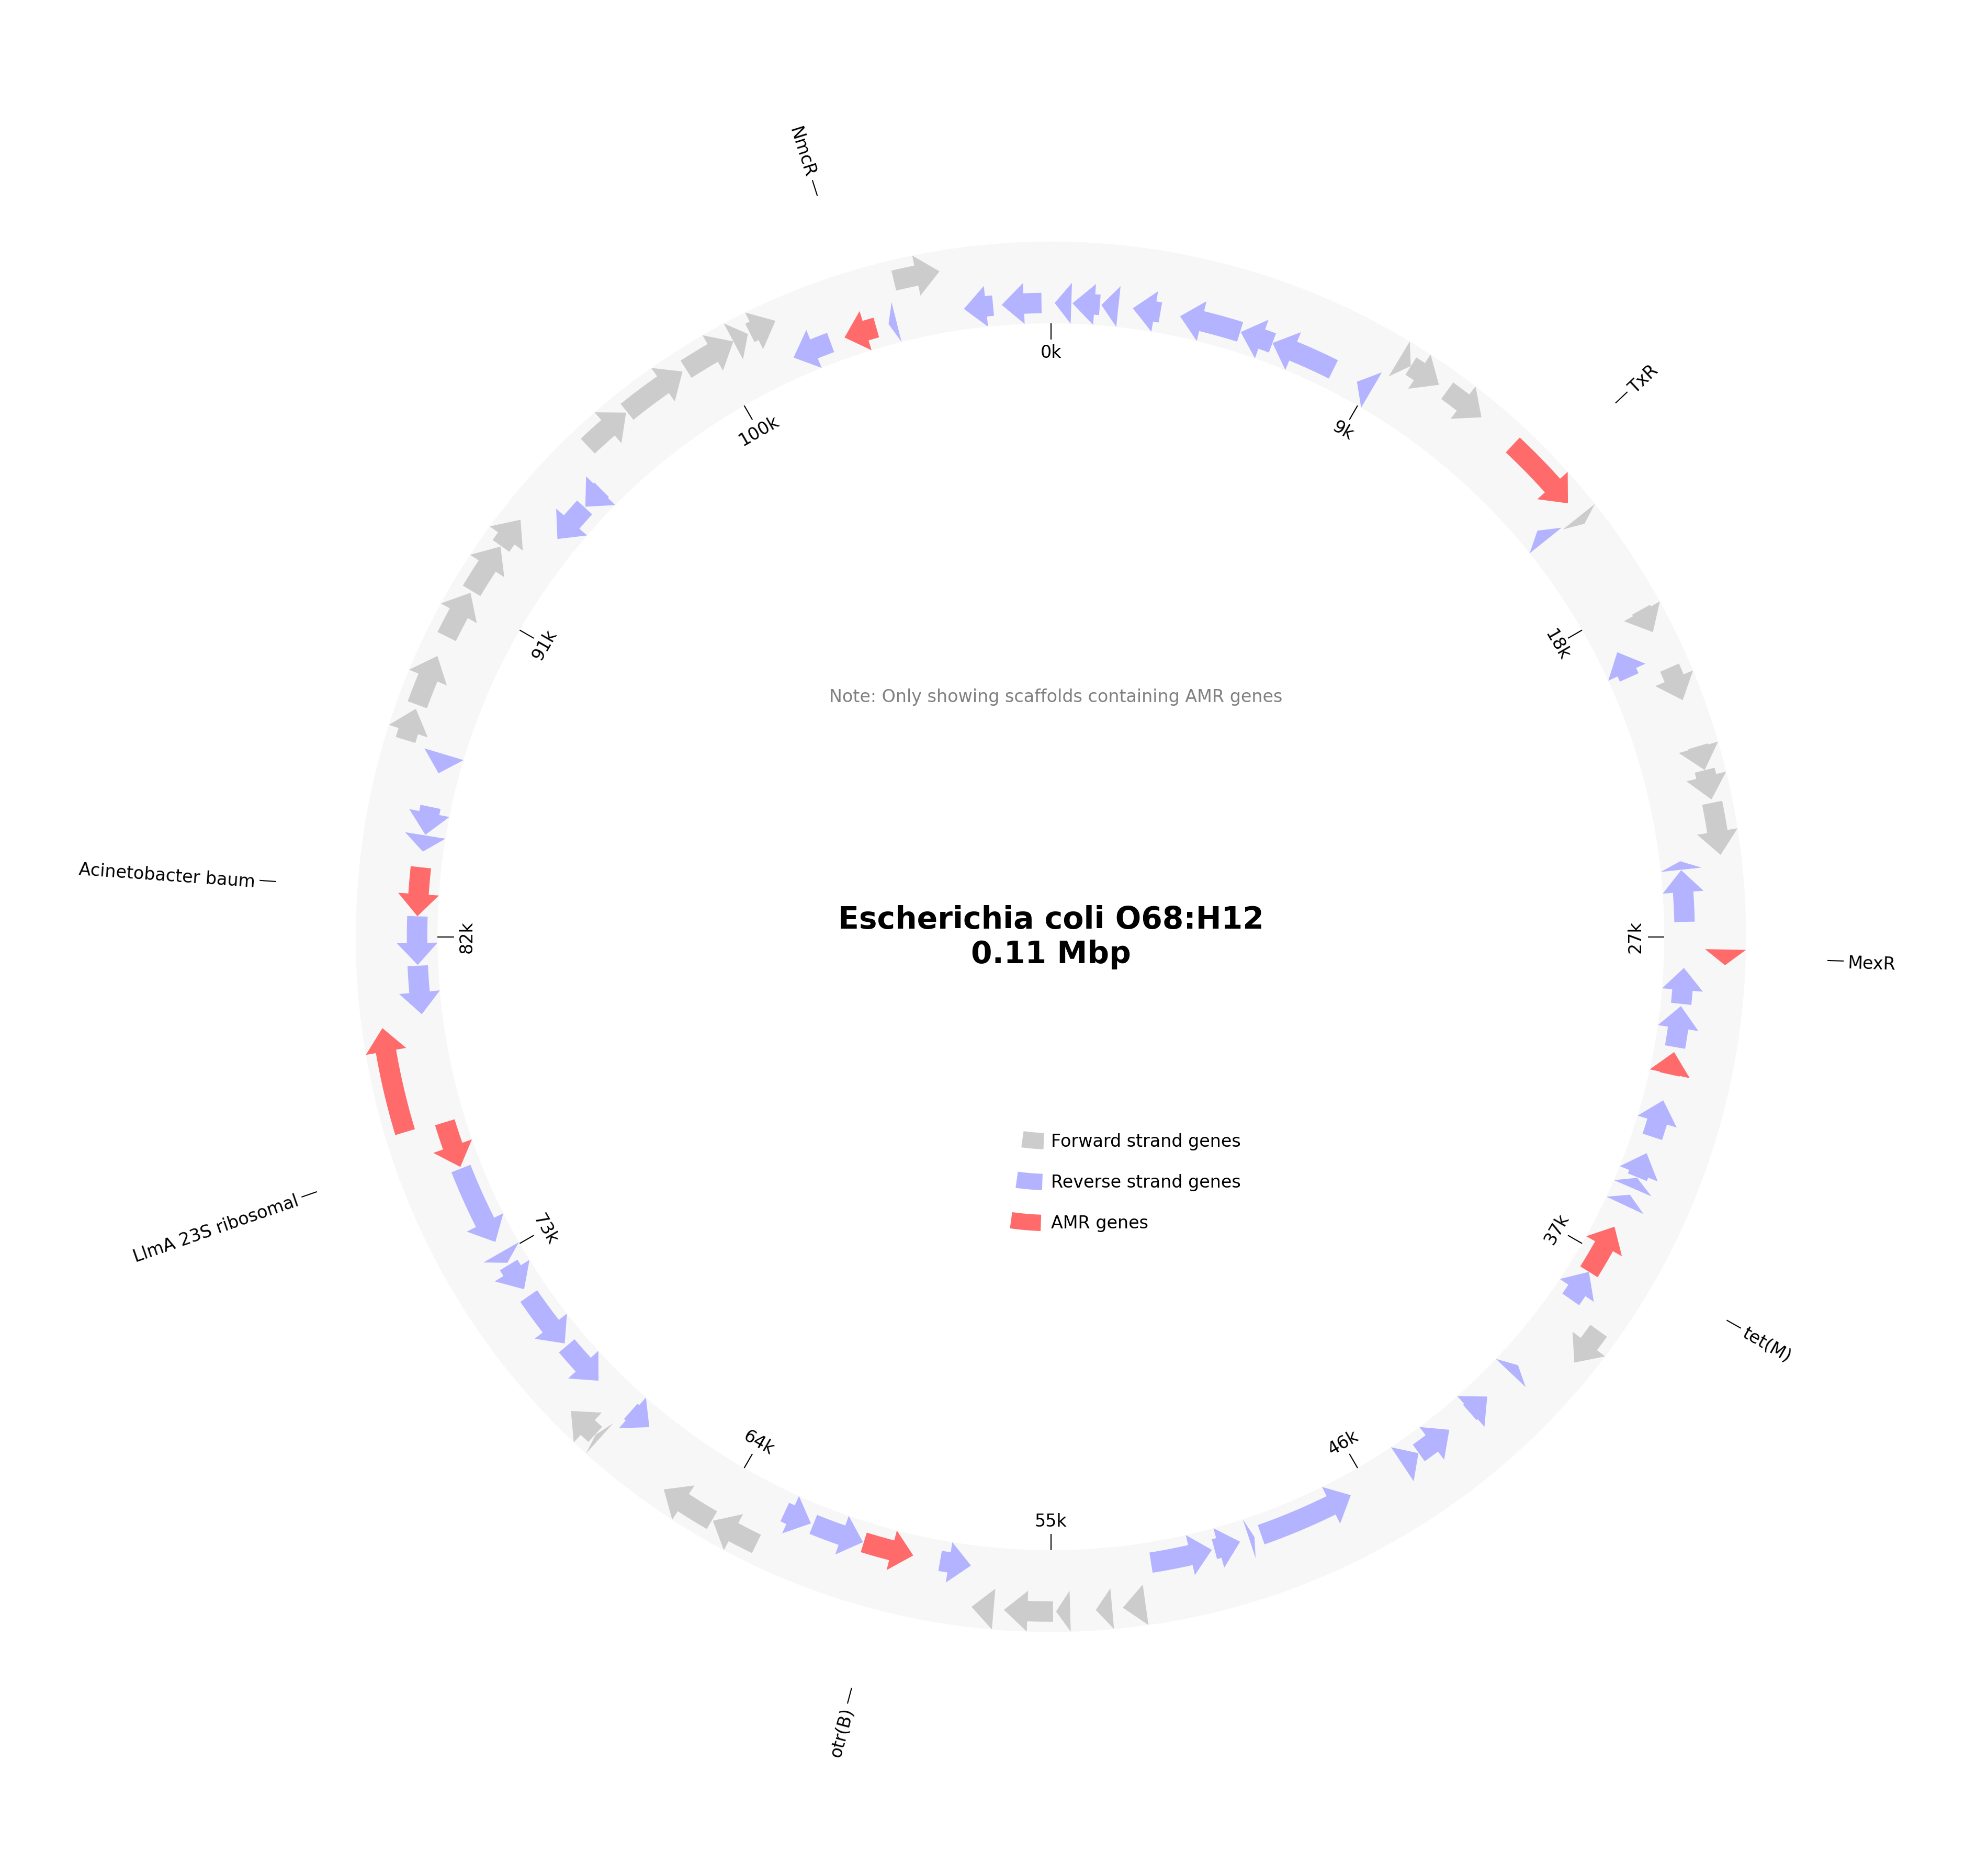 NmcR
TxR
0k
9k
100k
18k
91k
Note: Only showing scaffolds containing AMR genes
Acinetobacter baum
Escherichia coli O68:H12
0.11 Mbp
82k
27k
MexR
Forward strand genes
Reverse strand genes
AMR genes
LlmA 23S ribosomal
73k
37k
tet(M)
64k
46k
55k
otr(B)